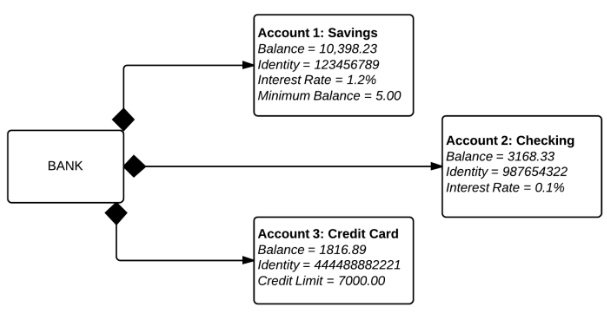 Account 1: Savings
Balance = 10,398.23
Identity = 123456789
Interest Rate = 1.2%
Minimum Balance = 5.00
BANK
Account 2: Checking
Balance = 3168.33
Identity = 987654322
Interest Rate = 0.1%
Account 3: Credit Card
Balance = 1816.89
Identity = 444488882221
Credit Limit = 7000.00